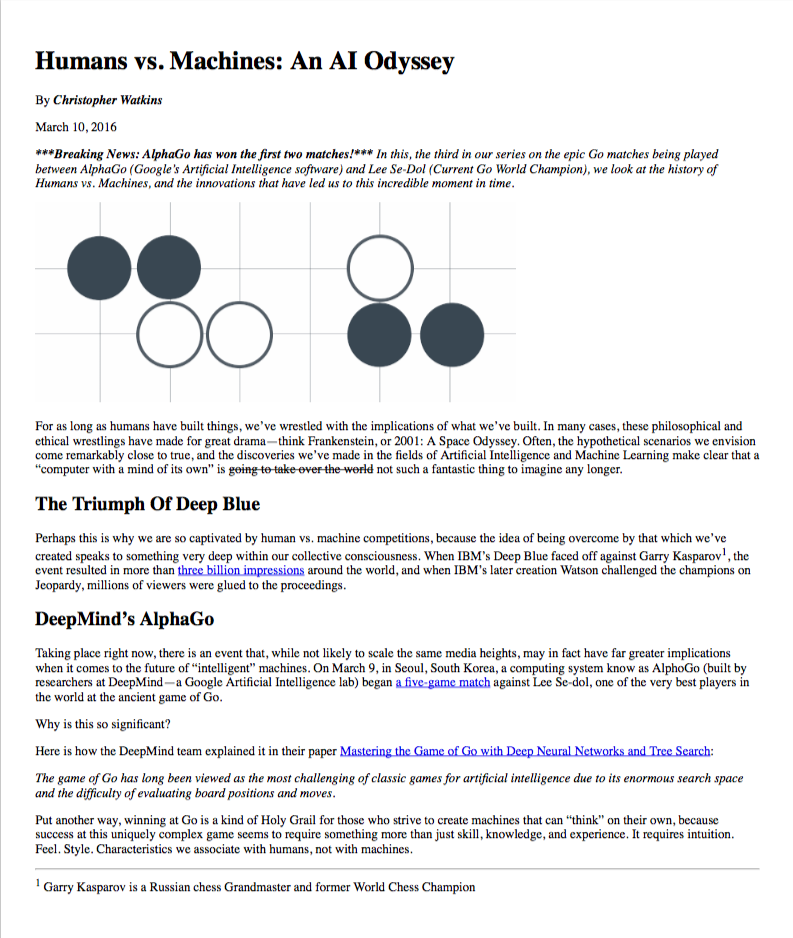 Humans vs. Machines: An AI Odyssey
By Christopher Watkins
March 10, 2016
***Breaking News: AlphaGo has won the first two matches!*** In this, the third in our series on the epic Go matches being played
between AlphaGo (Google's Artificial Intelligence software) and Lee Se-Dol (Current Go World Champion), we look at the history of
Humans vs. Machines, and the innovations that have led us to this incredible moment in time.
For as long as humans have built things, we've wrestled with the implications of what we've built. In many cases, these philosophical and
ethical wrestlings have made for great drama—think Frankenstein, or 2001: A Space Odyssey. Often, the hypothetical scenarios we envision
come remarkably close to true, and the discoveries we've made in the fields of Artificial Intelligence and Machine Learning make clear that a
“computer with a mind of its own” is going to take over the world not such a fantastic thing to imagine any longer.
The Triumph Of Deep Blue
Perhaps this is why we are so captivated by human vs. machine competitions, because the idea of being overcome by that which we've
created speaks to something very deep within our collective consciousness. When IBM's Deep Blue faced off against Garry Kasparov1, the
event resulted in more than three billion impressions around the world, and when IBM's later creation Watson challenged the champions on
Jeopardy, millions of viewers were glued to the proceedings.
DeepMind's AlphaGo
Taking place right now, there is an event that, while not likely to scale the same media heights, may in fact have far greater implications
when it comes to the future of “intelligent” machines. On March 9, in Seoul, South Korea, a computing system know as AlphoGo (built by
researchers at DeepMind—a Google Artificial Intelligence lab) began a five-game match against Lee Se-dol, one of the very best players in
the world at the ancient game of Go.
Why is this so significant?
Here is how the DeepMind team explained it in their paper Mastering the Game of Go with Deep Neural Networks and Tree Search:
The game of Go has long been viewed as the most challenging of classic games for artificial intelligence due to its enormous search space
and the difficulty of evaluating board positions and moves.
Put another way, winning at Go is a kind of Holy Grail for those who strive to create machines that can “think” on their own, because
success at this uniquely complex game seems to require something more than just skill, knowledge, and experience. It requires intuition.
Feel. Style. Characteristics we associate with humans, not with machines.
1 Garry Kasparov is a Russian chess Grandmaster and former World Chess Champion